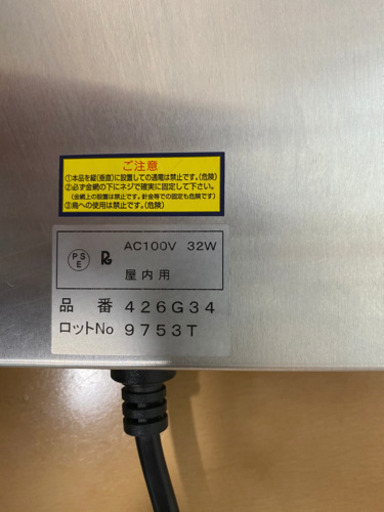 ご注意
①本品を縦(垂直)に設置しての通電は禁止です。(危険)
②必ず金網の下にネジで確実に固定して下さい。
(金網上の設置は禁止です。針金等での固定も危険です)
③鳥への使用は禁止です。(危険)
PSE
AC100V 32W
屋内用
品番 426G34
ロットNo 9753T